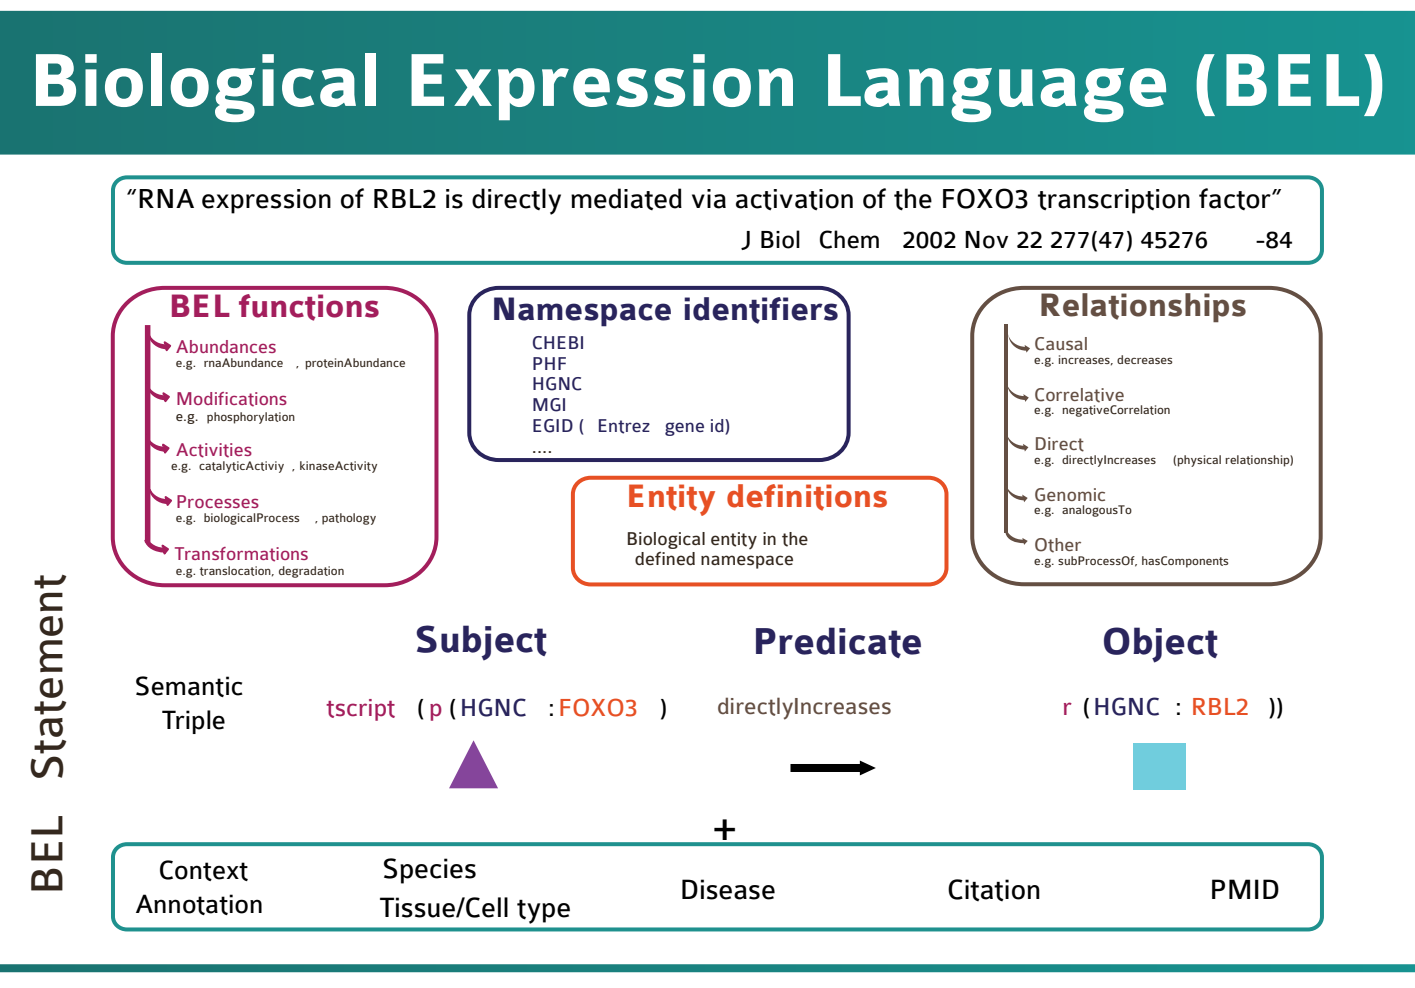 Biological Expression Language (BEL)
“RNA expression of RBL2 is directly mediated via activation of the FOXO3 transcription factor”
J Biol Chem 2002 Nov 22 277(47) 45276 -84
BEL functions
Abundances
e.g. rnaAbundance , proteinAbundance
Modifications
e.g. phosphorylation
Activities
e.g. catalyticActiviy , kinaseActivity
Processes
e.g. biologicalProcess , pathology
Transformations
e.g. translocation, degradation
Namespace identifiers
CHEBI
PHF
HGNC
MGI
EGID ( Entrez gene id)
....
Entity definitions
Biological entity in the
defined namespace
Relationships
Causal
e.g. increases, decreases
Correlative
e.g. negativeCorrelation
Direct
e.g. directlyIncreases (physical relationship)
Genomic
e.g. analogousTo
Other
e.g. subProcessOf, hasComponents
BEL Statement
Subject Predicate Object
Semantic
Triple
tscript (p(HGNC :FOXO3 ) directlyIncreases r (HGNC : RBL2 ))
+
Context
Annotation
Species
Tissue/Cell type
Disease
Citation
PMID